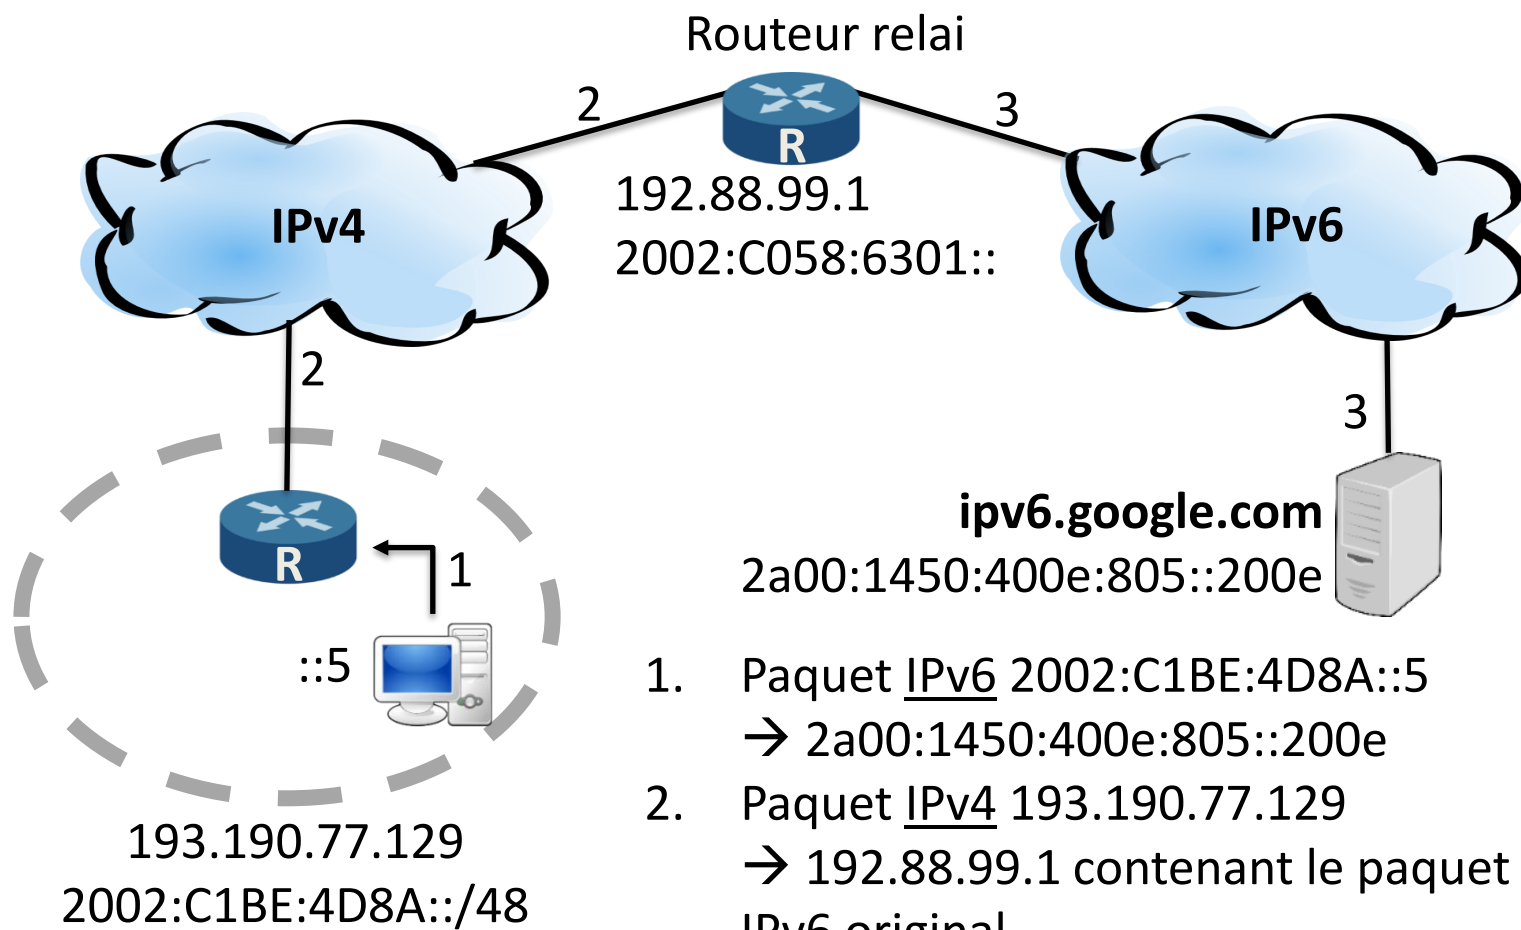 Routeur relai
2
3
R
192.88.99.1
2002:C058:6301::
IPv4
IPv6
2
3
R
1
::5
ipv6.google.com
2a00:1450:400e:805::200e
193.190.77.129
2002:C1BE:4D8A::/48
1. Paquet IPv6 2002:C1BE:4D8A::5
→ 2a00:1450:400e:805::200e
2. Paquet IPv4 193.190.77.129
→ 192.88.99.1 contenant le paquet
IPv6 original